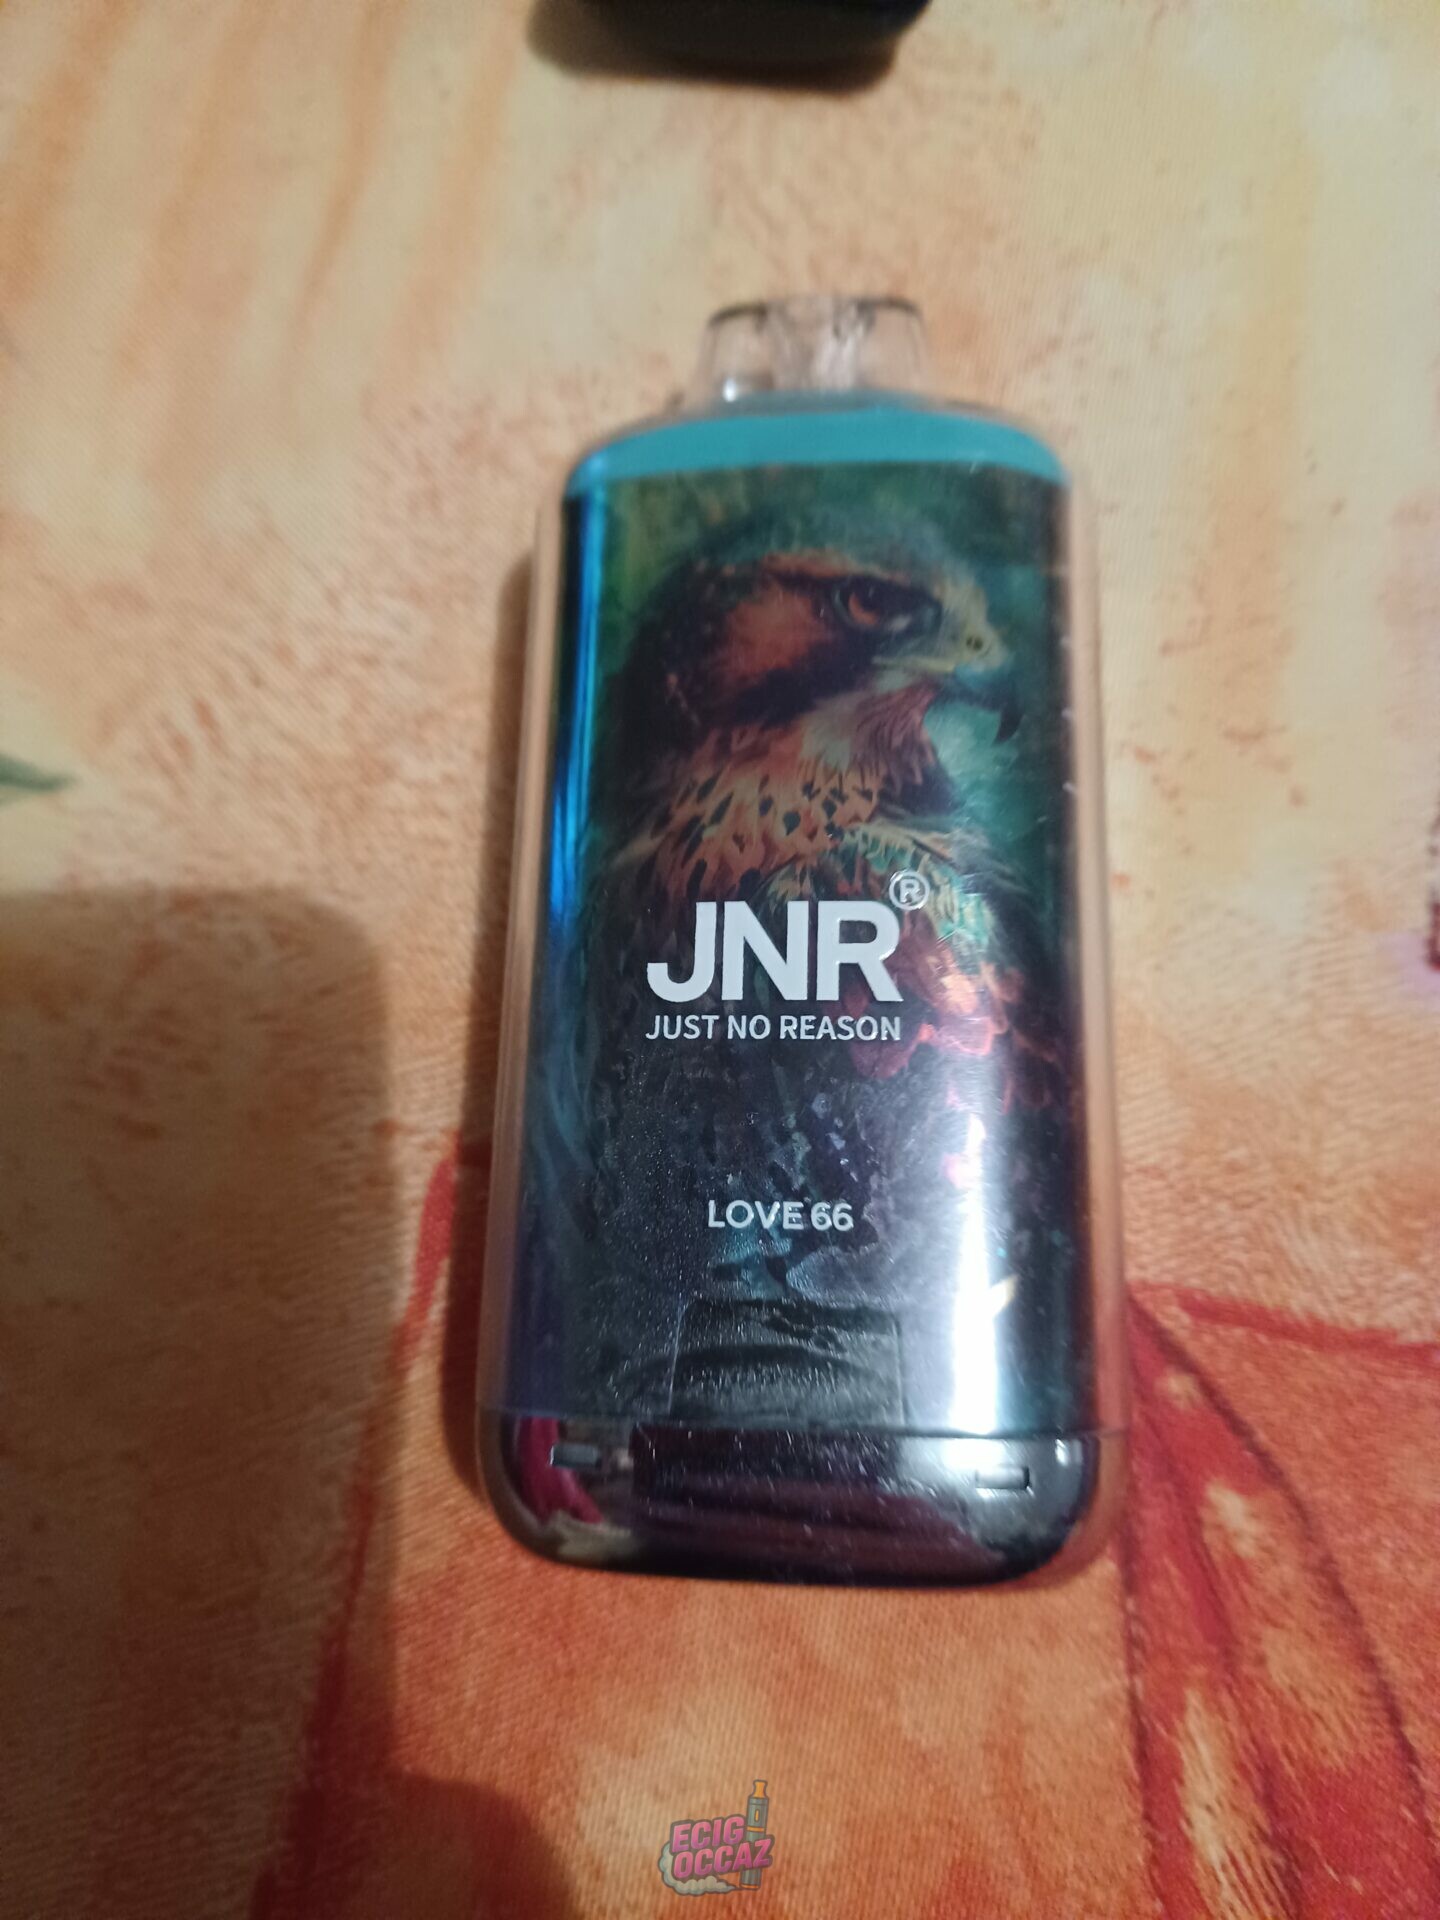 JNR®
JUST NO REASON
LOVE 66
ECIG
OCCAZ